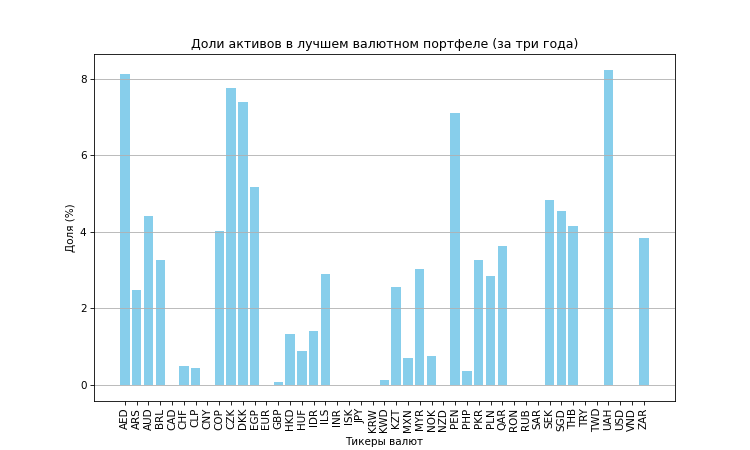 Доли активов в лучшем валютном портфеле (за три года)
Доля (%)
8
6
4
2
0
AED ARS AUD BRL CAD CHF CLP CNY COP CZK DKK EGP EUR GBP HKD HUF IDR ILS INR ISK JPY KRW KWD KZT MXN MYR NOK NZD PEN PHP PKR PLN QAR RON RUB SAR SEK SGD THB TRY TWD UAH USD VND ZAR
Тикеры валют